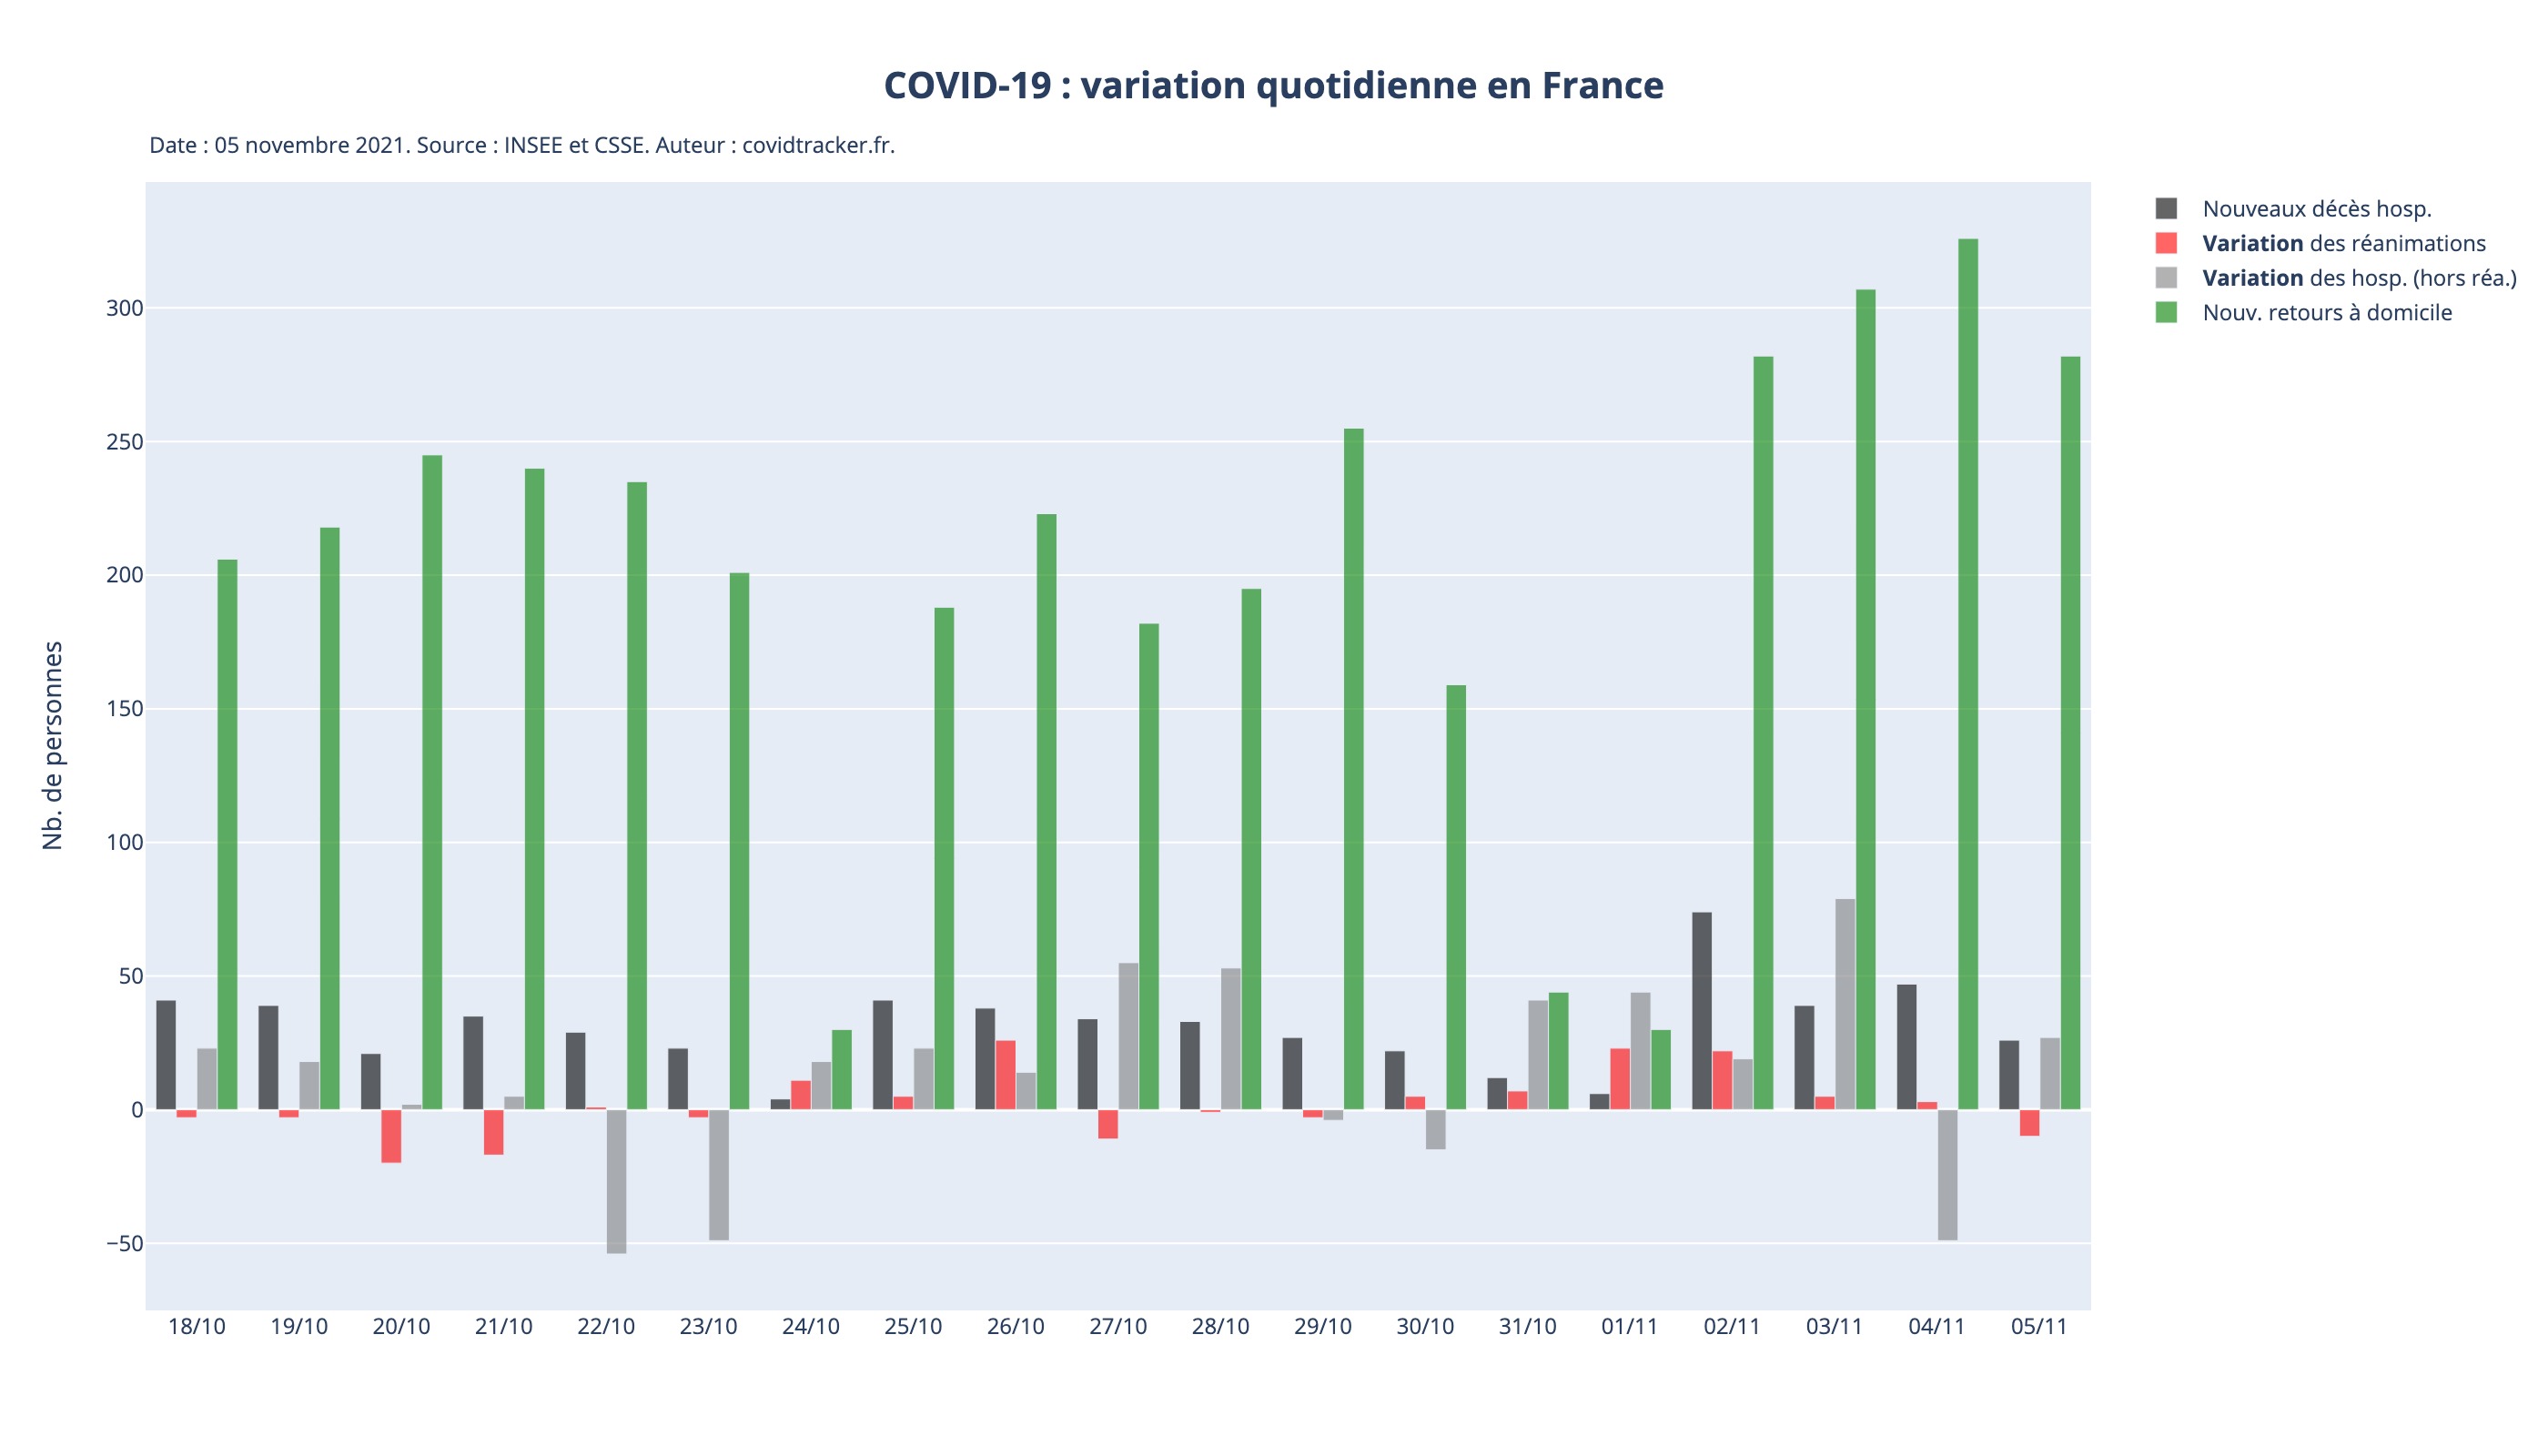 COVID-19 : variation quotidienne en France
Date : 05 novembre 2021. Source : INSEE et CSSE. Auteur : covidtracker.fr.
Nouveaux décès hosp.
Variation des réanimations
Variation des hosp. (hors réa.)
Nouv. retours à domicile
Nb. de personnes
300
250
200
150
100
50
0
−50
18/10 19/10 20/10 21/10 22/10 23/10 24/10 25/10 26/10 27/10 28/10 29/10 30/10 31/10 01/11 02/11 03/11 04/11 05/11